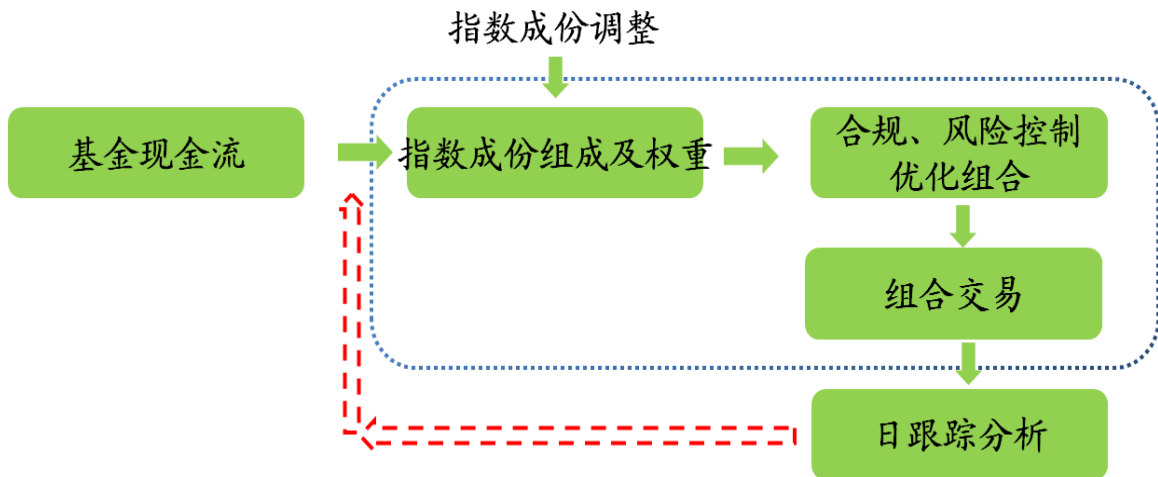 指数成份调整
基金现金流
指数成份组成及权重
合规、风险控制
优化组合
组合交易
日跟踪分析